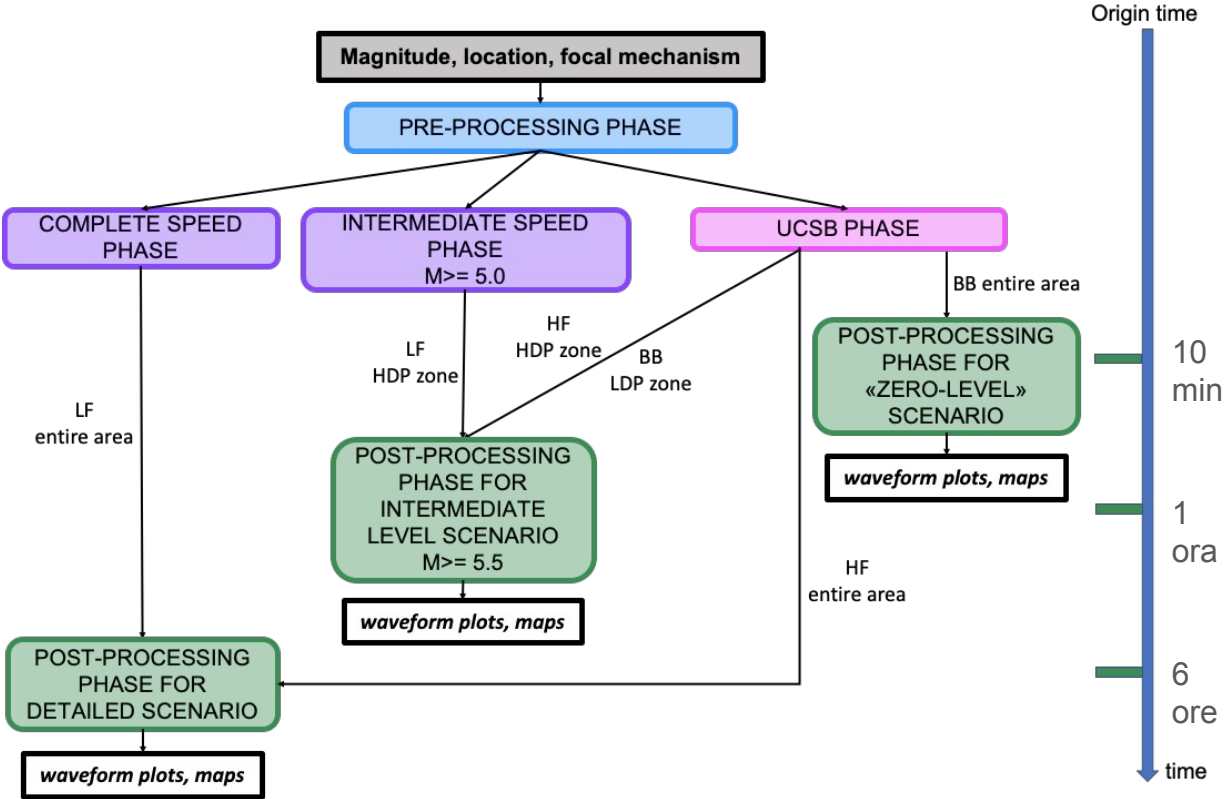 Origin time
Magnitude, location, focal mechanism
PRE-PROCESSING PHASE
COMPLETE SPEED
PHASE
INTERMEDIATE SPEED
PHASE
M>= 5.0
UCSB PHASE
BB entire area
HF
HDP zone
LF
HDP zone
BB
LDP zone
POST-PROCESSING
PHASE FOR
«ZERO-LEVEL»
SCENARIO
10
min
LF
entire area
POST-PROCESSING
PHASE FOR
INTERMEDIATE
LEVEL SCENARIO
M>= 5.5
waveform plots, maps
1
ora
HF
entire area
waveform plots, maps
POST-PROCESSING
PHASE FOR
DETAILED SCENARIO
6
ore
waveform plots, maps
time